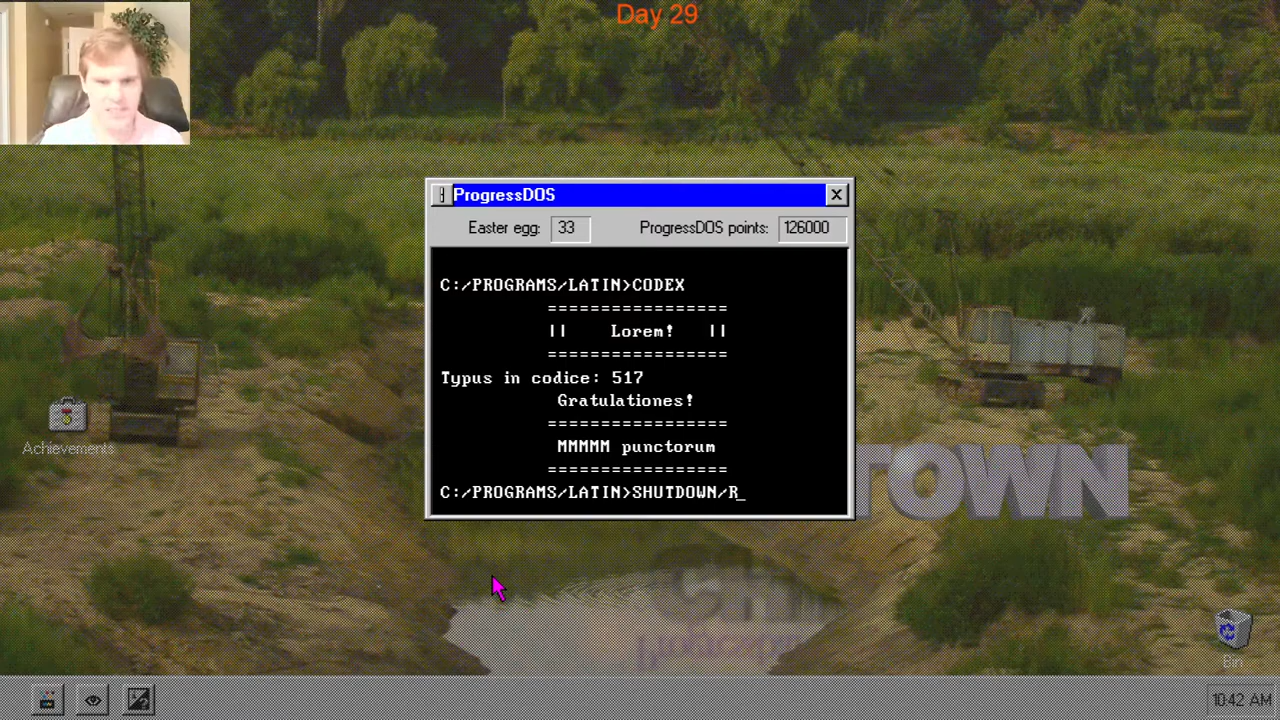 Day 29
ProgressDOS
Easter egg: 33 ProgressDOS points: 126000
C:/PROGRAMS/LATIN>CODEX
=================
|| Lorem! ||
=================
Typus in codice: 517
Gratulationes!
=================
MMMMM punctorum
=================
C:/PROGRAMS/LATIN>SHUTDOWN/R_
Achievements
TOWN
Bin
10:42 AM